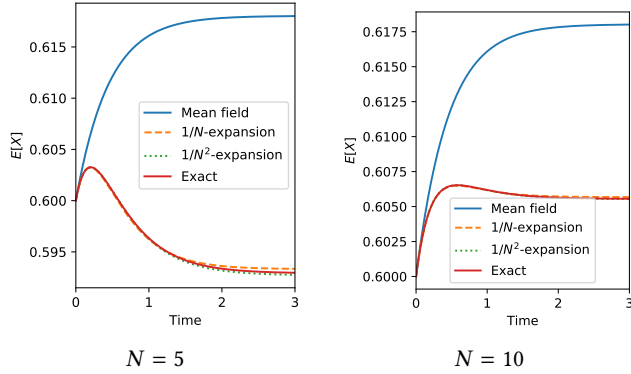 0.615
0.610
0.605
0.600
0.595
E[X]
Mean field
1/N-expansion
1/N²-expansion
Exact
0 1 2 3
Time
N = 5
0.6175
0.6150
0.6125
0.6100
0.6075
0.6050
0.6025
0.6000
E[X]
Mean field
1/N-expansion
1/N²-expansion
Exact
0 1 2 3
Time
N = 10